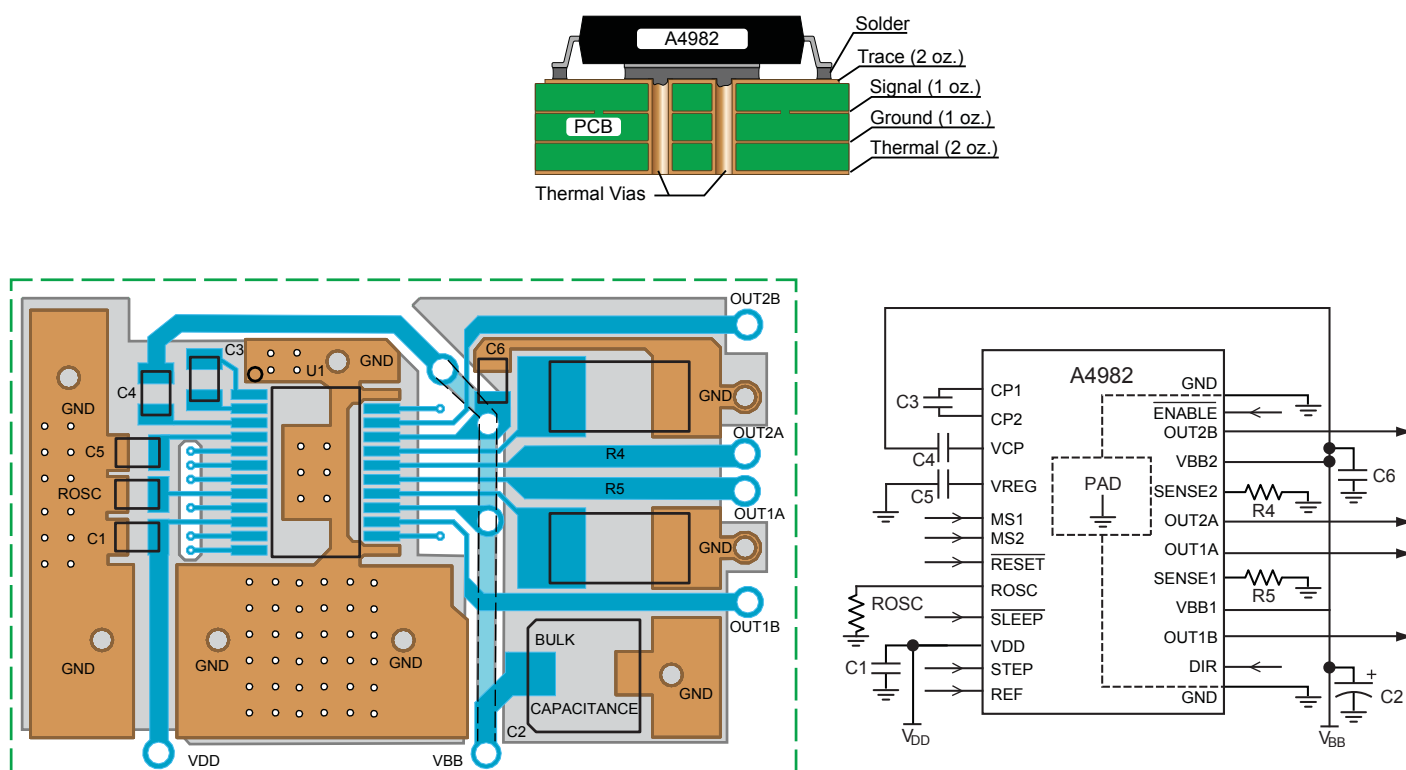 A4982
Solder
Trace (2 oz.)
Signal (1 oz.)
Ground (1 oz.)
Thermal (2 oz.)
PCB
Thermal Vias
OUT2B
C3
U1
GND
C6
C4
GND
GND
OUT2A
C5
R4
ROSC
R5
OUT1A
C1
GND
OUT1B
BULK
GND
GND
GND
GND
CAPACITANCE
C2
VDD
VBB
A4982
CP1
CP2
VCP
VREG
MS1
MS2
RESET
ROSC
SLEEP
VDD
STEP
REF
PAD
GND
ENABLE
OUT2B
VBB2
SENSE2
OUT2A
OUT1A
SENSE1
VBB1
OUT1B
DIR
GND
C3
C4
C5
ROSC
C1
VDD
C6
R4
R5
+
C2
VBB